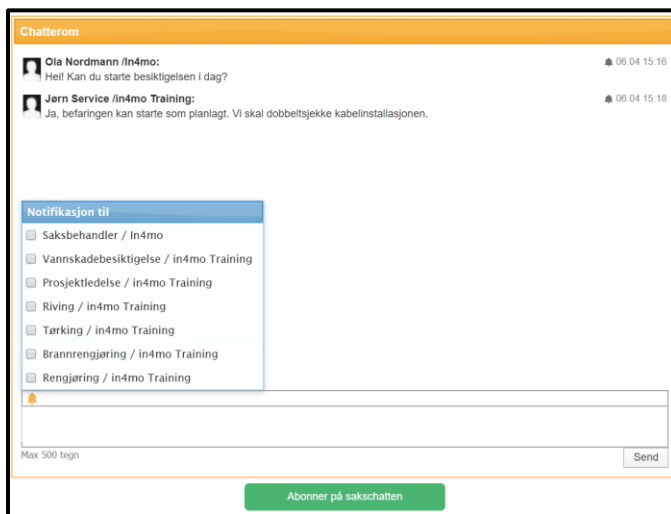 Chatterom
Ola Nordmann /In4mo:
06.04 15:16
Hei! Kan du starte besiktigelsen i dag?
Jørn Service /in4mo Training:
06.04 15:18
Ja, befaringen kan starte som planlagt. Vi skal dobbeltsjekke kabelinstallasjonen.
Notifikasjon til
Saksbehandler / In4mo
Vannskadebesiktigelse / in4mo Training
Prosjektledelse / in4mo Training
Riving / in4mo Training
Tørking / in4mo Training
Brannrengjøring / in4mo Training
Rengjøring / in4mo Training
Max 500 tegn
Send
Abonner på sakschatten